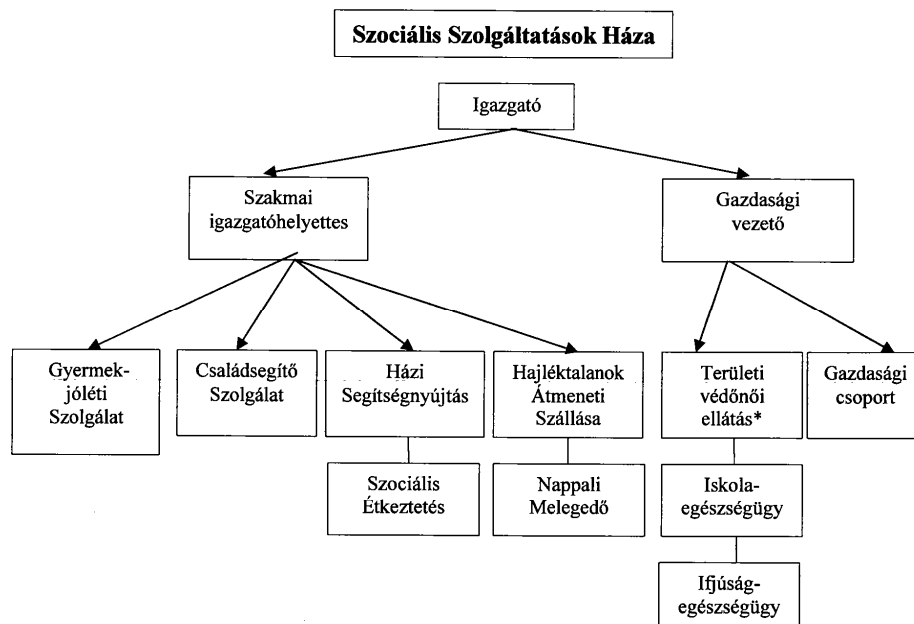 Szociális Szolgáltatások Háza
Igazgató
Szakmai
igazgatóhelyettes
Gazdasági
vezető
Gyermek-
jóléti
Szolgálat
Családsegítő
Szolgálat
Házi
Segítségnyújtás
Hajléktalanok
Átmeneti
Szállása
Területi
védőnői
ellátás*
Gazdasági
csoport
Szociális
Étkeztetés
Nappali
Melegedő
Iskola-
egészségügy
Ifjúság-
egészségügy